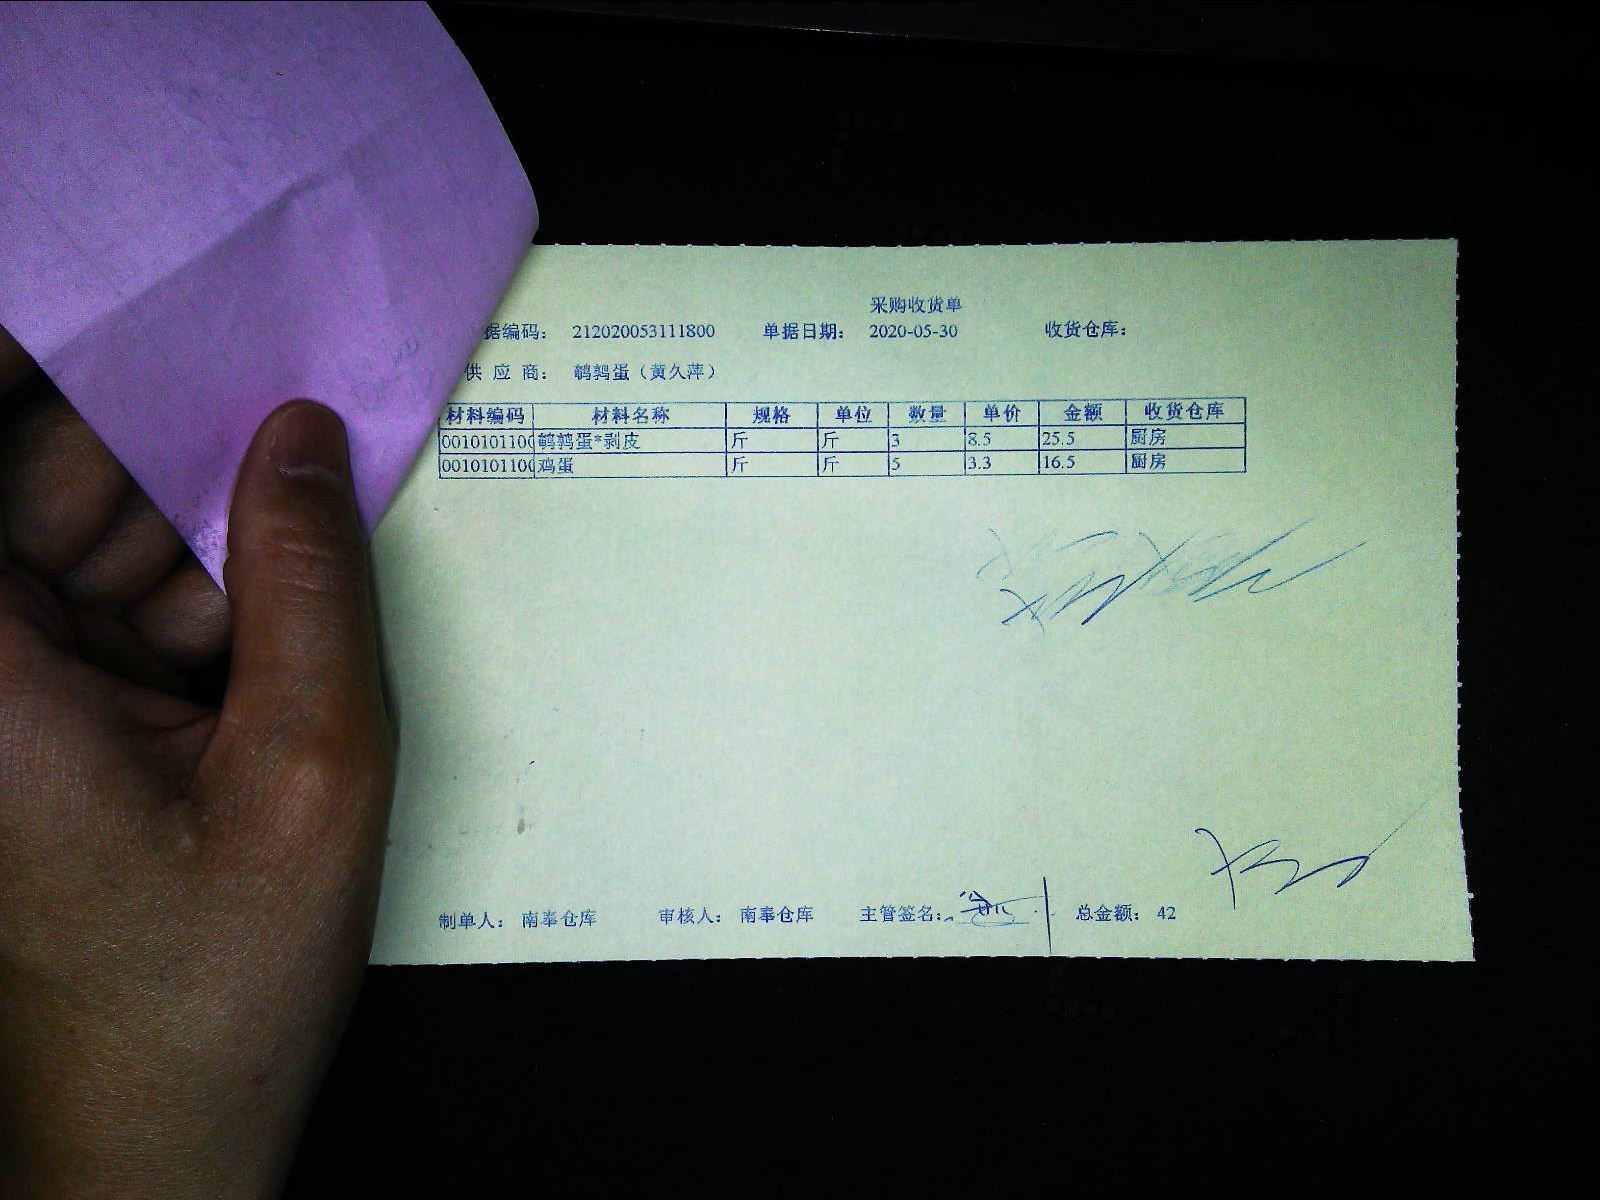 采购收货单
据编码： 212020053111800 单据日期： 2020-05-30 收货仓库：
供 应 商： 鹌鹑蛋（黄久萍）
材料编码 材料名称 规格 单位 数量 单价 金额 收货仓库
0010101100 鹌鹑蛋*剥皮 斤 斤 3 8.5 25.5 厨房
0010101100 鸡蛋 斤 斤 5 3.3 16.5 厨房
制单人： 南奉仓库 审核人： 南奉仓库 主管签名： 总金额： 42